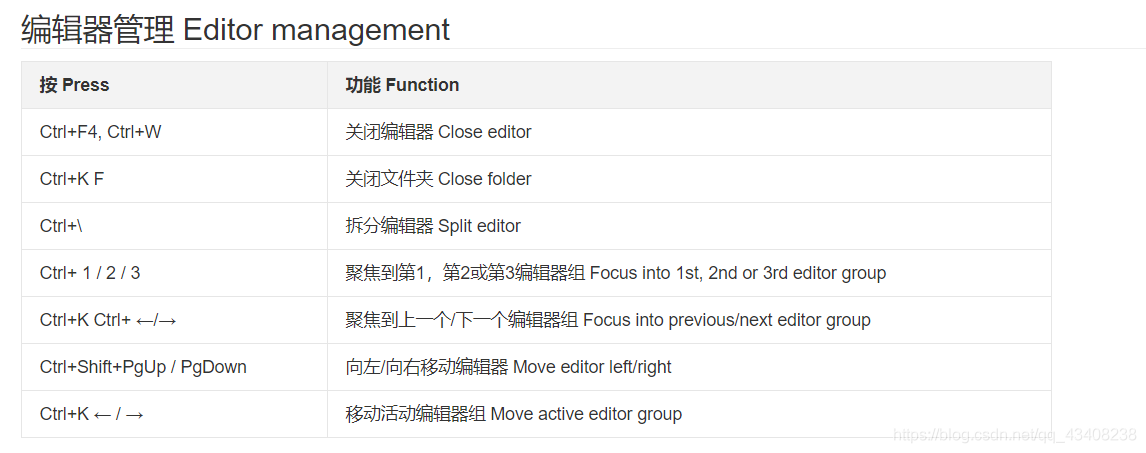 编辑器管理 Editor management
按 Press 功能 Function
Ctrl+F4, Ctrl+W 关闭编辑器 Close editor
Ctrl+K F 关闭文件夹 Close folder
Ctrl+\ 拆分编辑器 Split editor
Ctrl+ 1 / 2 / 3 聚焦到第1，第2或第3编辑器组 Focus into 1st, 2nd or 3rd editor group
Ctrl+K Ctrl+ ←/→ 聚焦到上一个/下一个编辑器组 Focus into previous/next editor group
Ctrl+Shift+PgUp / PgDown 向左/向右移动编辑器 Move editor left/right
Ctrl+K ← / → 移动活动编辑器组 Move active editor group
https://blog.csdn.net/qq_43408238